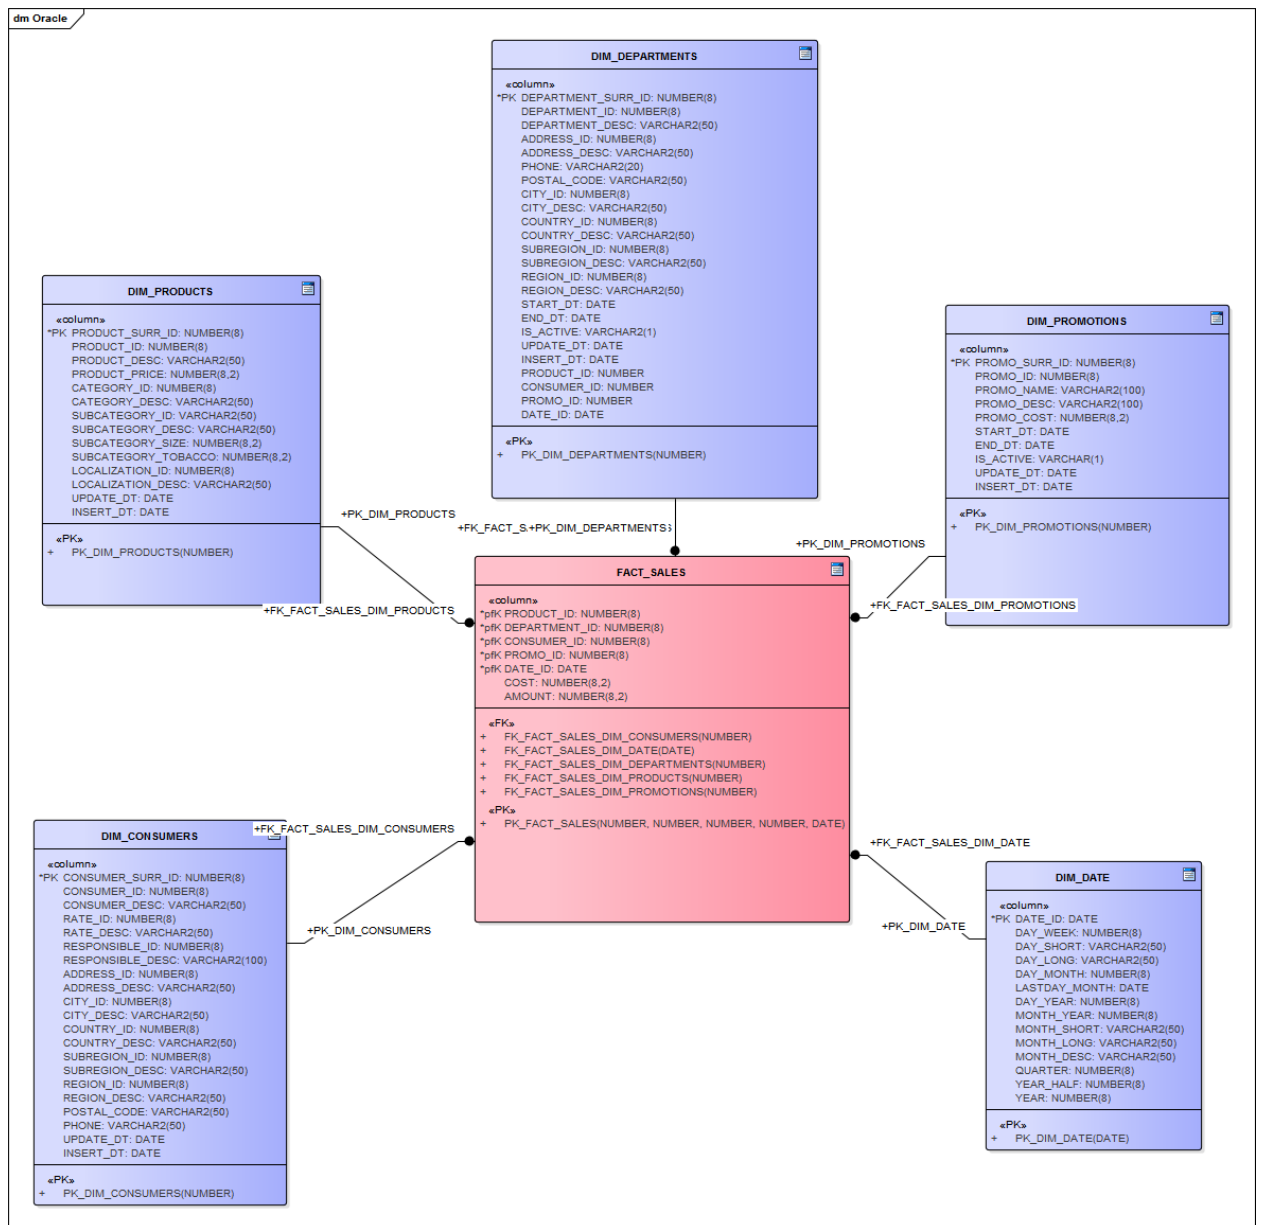 dm Oracle
DIM_DEPARTMENTS
«column»
*PK DEPARTMENT_SURR_ID: NUMBER(8)
DEPARTMENT_ID: NUMBER(8)
DEPARTMENT_DESC: VARCHAR2(50)
ADDRESS_ID: NUMBER(8)
ADDRESS_DESC: VARCHAR2(50)
PHONE: VARCHAR2(20)
POSTAL_CODE: VARCHAR2(50)
CITY_ID: NUMBER(8)
CITY_DESC: VARCHAR2(50)
COUNTRY_ID: NUMBER(8)
COUNTRY_DESC: VARCHAR2(50)
SUBREGION_ID: NUMBER(8)
SUBREGION_DESC: VARCHAR2(50)
REGION_ID: NUMBER(8)
REGION_DESC: VARCHAR2(50)
START_DT: DATE
END_DT: DATE
IS_ACTIVE: VARCHAR2(1)
UPDATE_DT: DATE
INSERT_DT: DATE
PRODUCT_ID: NUMBER
CONSUMER_ID: NUMBER
PROMO_ID: NUMBER
DATE_ID: DATE
«PK»
+ PK_DIM_DEPARTMENTS(NUMBER)
DIM_PRODUCTS
«column»
*PK PRODUCT_SURR_ID: NUMBER(8)
PRODUCT_ID: NUMBER(8)
PRODUCT_DESC: VARCHAR2(50)
PRODUCT_PRICE: NUMBER(8,2)
CATEGORY_ID: NUMBER(8)
CATEGORY_DESC: VARCHAR2(50)
SUBCATEGORY_ID: VARCHAR2(50)
SUBCATEGORY_DESC: VARCHAR2(50)
SUBCATEGORY_SIZE: NUMBER(8,2)
SUBCATEGORY_TOBACCO: NUMBER(8,2)
LOCALIZATION_ID: NUMBER(8)
LOCALIZATION_DESC: VARCHAR2(50)
UPDATE_DT: DATE
INSERT_DT: DATE
«PK»
+ PK_DIM_PRODUCTS(NUMBER)
DIM_PROMOTIONS
«column»
*PK PROMO_SURR_ID: NUMBER(8)
PROMO_ID: NUMBER(8)
PROMO_NAME: VARCHAR2(100)
PROMO_DESC: VARCHAR2(100)
PROMO_COST: NUMBER(8,2)
START_DT: DATE
END_DT: DATE
IS_ACTIVE: VARCHAR(1)
UPDATE_DT: DATE
INSERT_DT: DATE
«PK»
+ PK_DIM_PROMOTIONS(NUMBER)
+PK_DIM_PRODUCTS
+FK_FACT_S
+PK_DIM_DEPARTMENTS
+PK_DIM_PROMOTIONS
+FK_FACT_SALES_DIM_PRODUCTS
+FK_FACT_SALES_DIM_PROMOTIONS
FACT_SALES
«column»
*pfK PRODUCT_ID: NUMBER(8)
*pfK DEPARTMENT_ID: NUMBER(8)
*pfK CONSUMER_ID: NUMBER(8)
*pfK PROMO_ID: NUMBER(8)
*pfK DATE_ID: DATE
COST: NUMBER(8,2)
AMOUNT: NUMBER(8,2)
«FK»
+ FK_FACT_SALES_DIM_CONSUMERS(NUMBER)
+ FK_FACT_SALES_DIM_DATE(DATE)
+ FK_FACT_SALES_DIM_DEPARTMENTS(NUMBER)
+ FK_FACT_SALES_DIM_PRODUCTS(NUMBER)
+ FK_FACT_SALES_DIM_PROMOTIONS(NUMBER)
«PK»
+ PK_FACT_SALES(NUMBER, NUMBER, NUMBER, NUMBER, DATE)
+FK_FACT_SALES_DIM_CONSUMERS
+PK_DIM_CONSUMERS
+FK_FACT_SALES_DIM_DATE
+PK_DIM_DATE
DIM_CONSUMERS
«column»
*PK CONSUMER_SURR_ID: NUMBER(8)
CONSUMER_ID: NUMBER(8)
CONSUMER_DESC: VARCHAR2(50)
RATE_ID: NUMBER(8)
RATE_DESC: VARCHAR2(50)
RESPONSIBLE_ID: NUMBER(8)
RESPONSIBLE_DESC: VARCHAR2(100)
ADDRESS_ID: NUMBER(8)
ADDRESS_DESC: VARCHAR2(50)
CITY_ID: NUMBER(8)
CITY_DESC: VARCHAR2(50)
COUNTRY_ID: NUMBER(8)
COUNTRY_DESC: VARCHAR2(50)
SUBREGION_ID: NUMBER(8)
SUBREGION_DESC: VARCHAR2(50)
REGION_ID: NUMBER(8)
REGION_DESC: VARCHAR2(50)
POSTAL_CODE: VARCHAR2(50)
PHONE: VARCHAR2(50)
UPDATE_DT: DATE
INSERT_DT: DATE
«PK»
+ PK_DIM_CONSUMERS(NUMBER)
DIM_DATE
«column»
*PK DATE_ID: DATE
DAY_WEEK: NUMBER(8)
DAY_SHORT: VARCHAR2(50)
DAY_LONG: VARCHAR2(50)
DAY_MONTH: NUMBER(8)
LASTDAY_MONTH: DATE
DAY_YEAR: NUMBER(8)
MONTH_YEAR: NUMBER(8)
MONTH_SHORT: VARCHAR2(50)
MONTH_LONG: VARCHAR2(50)
MONTH_DESC: VARCHAR2(50)
QUARTER: NUMBER(8)
YEAR_HALF: NUMBER(8)
YEAR: NUMBER(8)
«PK»
+ PK_DIM_DATE(DATE)